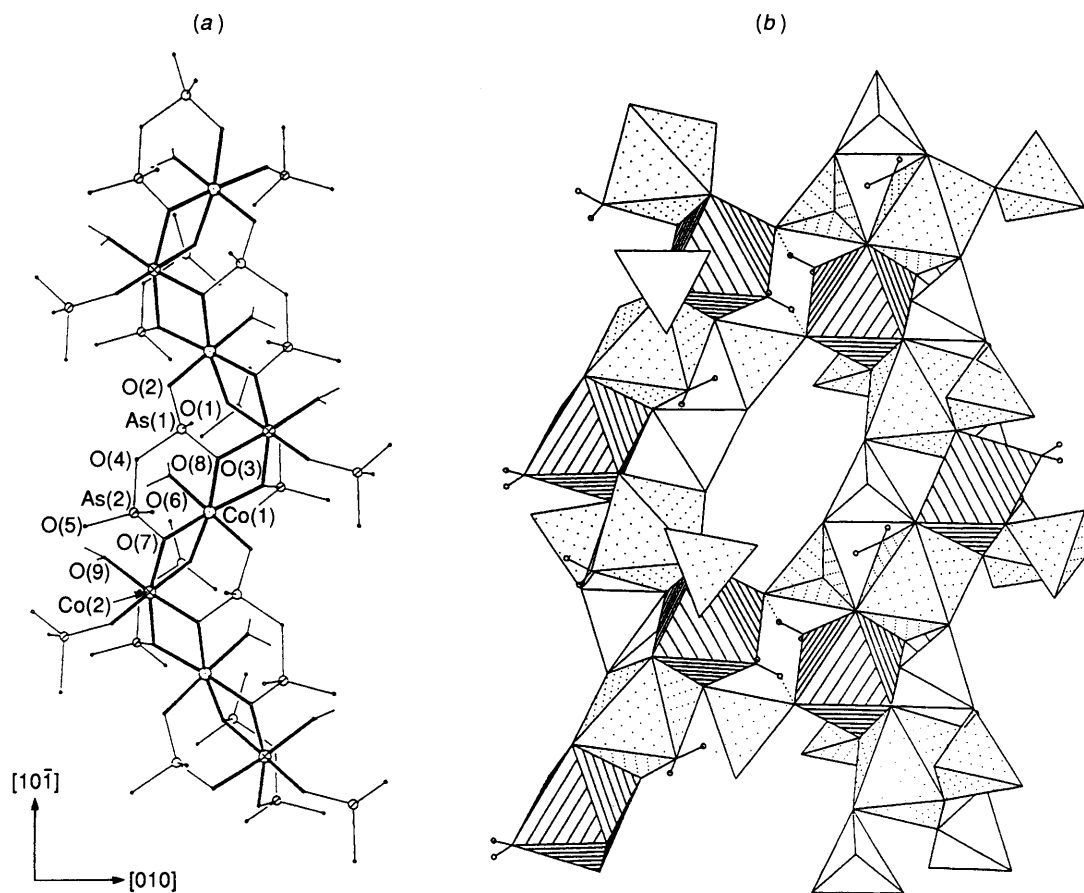 (a)
(b)
O(2)
O(1)
As(1)
O(4)
O(8)
O(3)
As(2)
O(6)
Co(1)
O(5)
O(7)
O(9)
Co(2)
[101̄]
[010]